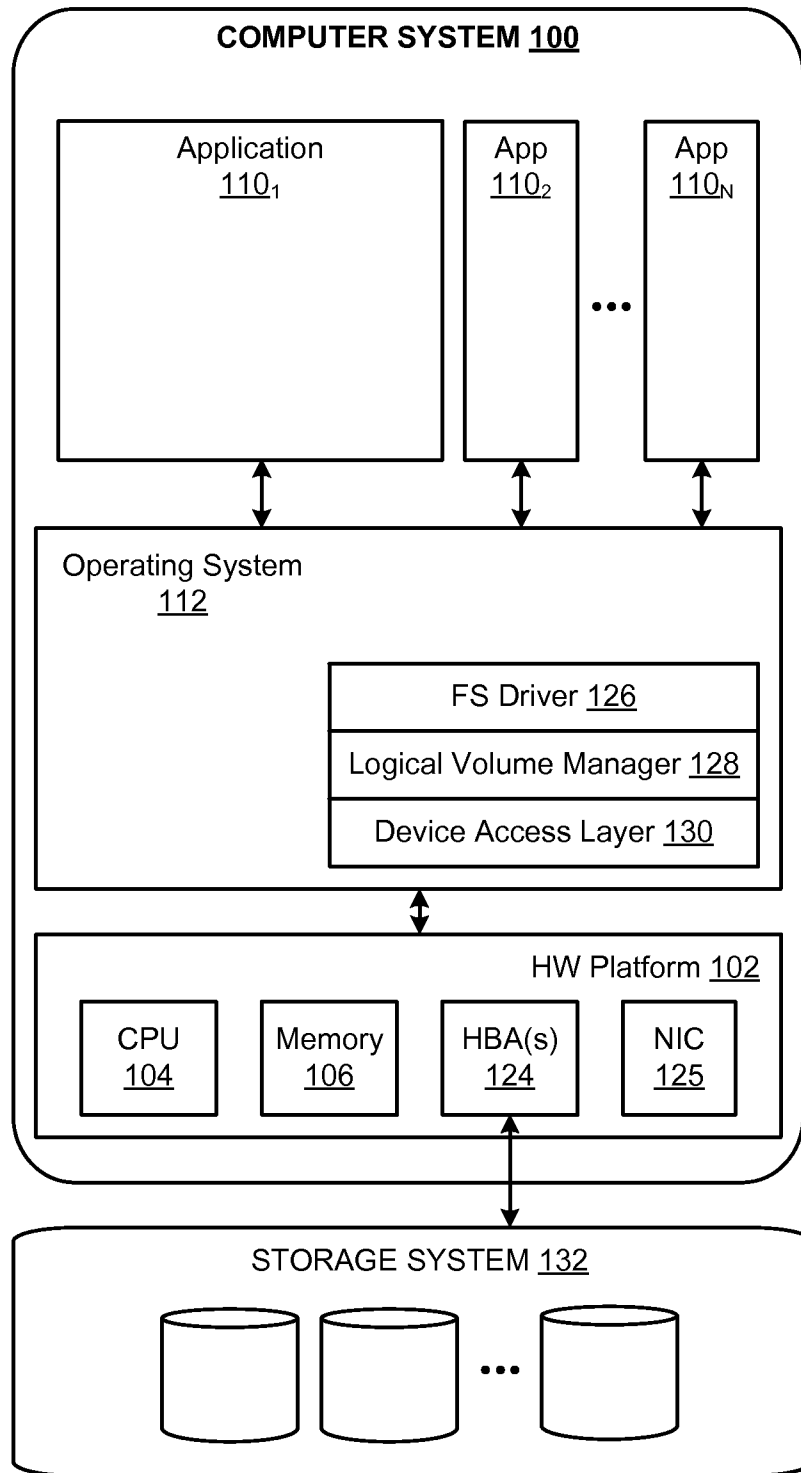 COMPUTER SYSTEM 100
Application
110₁
App
110₂
App
110N
Operating System
112
FS Driver 126
Logical Volume Manager 128
Device Access Layer 130
HW Platform 102
CPU
104
Memory
106
HBA(s)
124
NIC
125
STORAGE SYSTEM 132